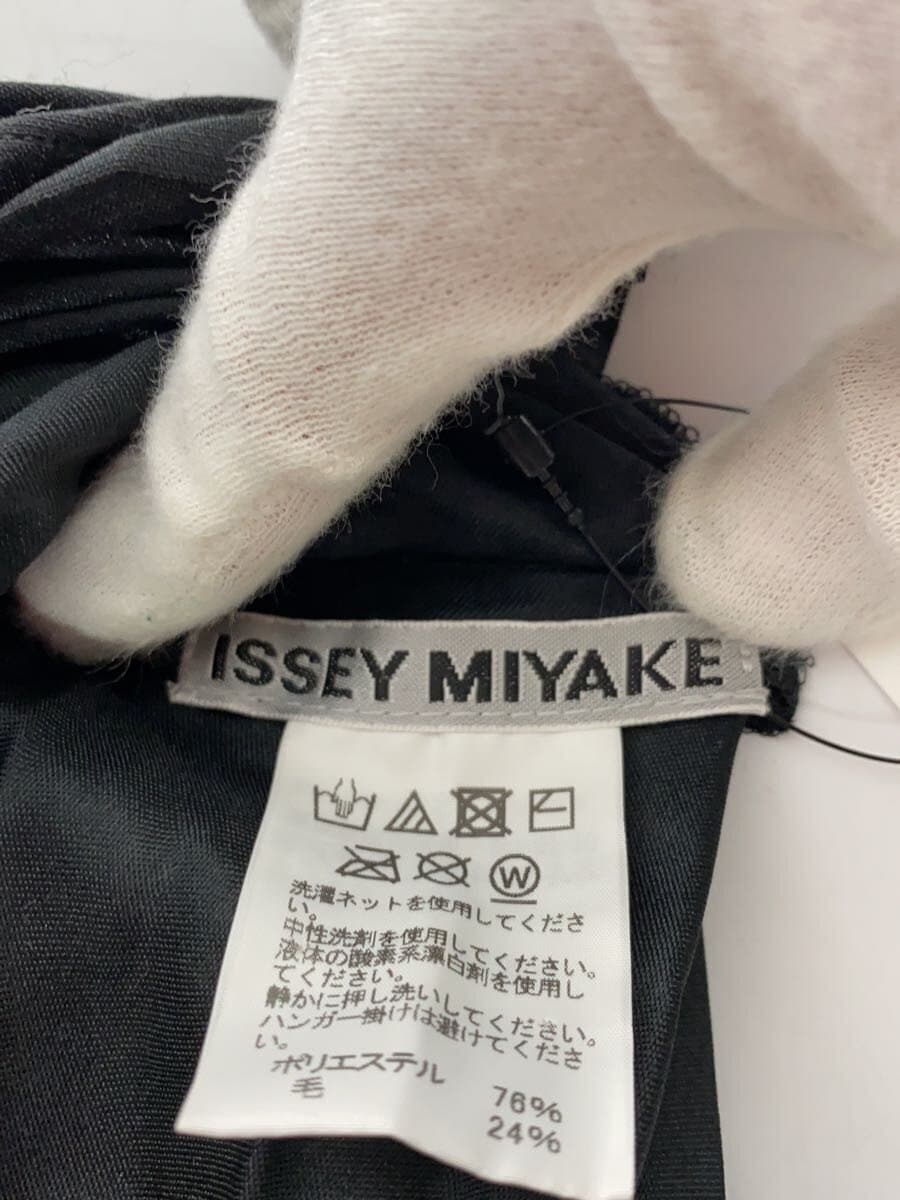 ISSEY MIYAKE
W
洗濯ネットを使用してくださ
い。
中性洗剤を使用してください。
液体の酸素系漂白剤を使用し
てください。
静かに押し洗いしてください。
ハンガー掛けは避けてくださ
い。
ポリエステル 76%
毛 24%